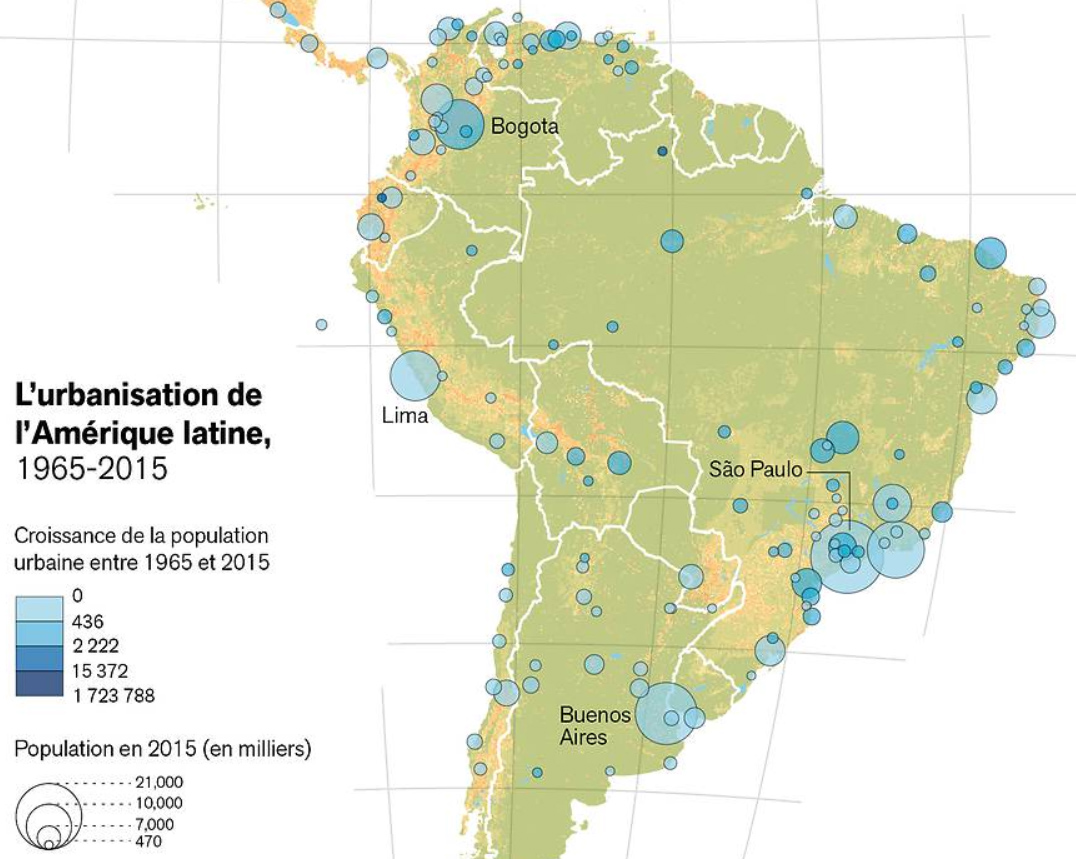 Bogota
Lima
São Paulo
Buenos
Aires
L'urbanisation de
l'Amérique latine,
1965-2015
Croissance de la population
urbaine entre 1965 et 2015
0
436
2 222
15 372
1 723 788
Population en 2015 (en milliers)
21,000
10,000
7,000
470